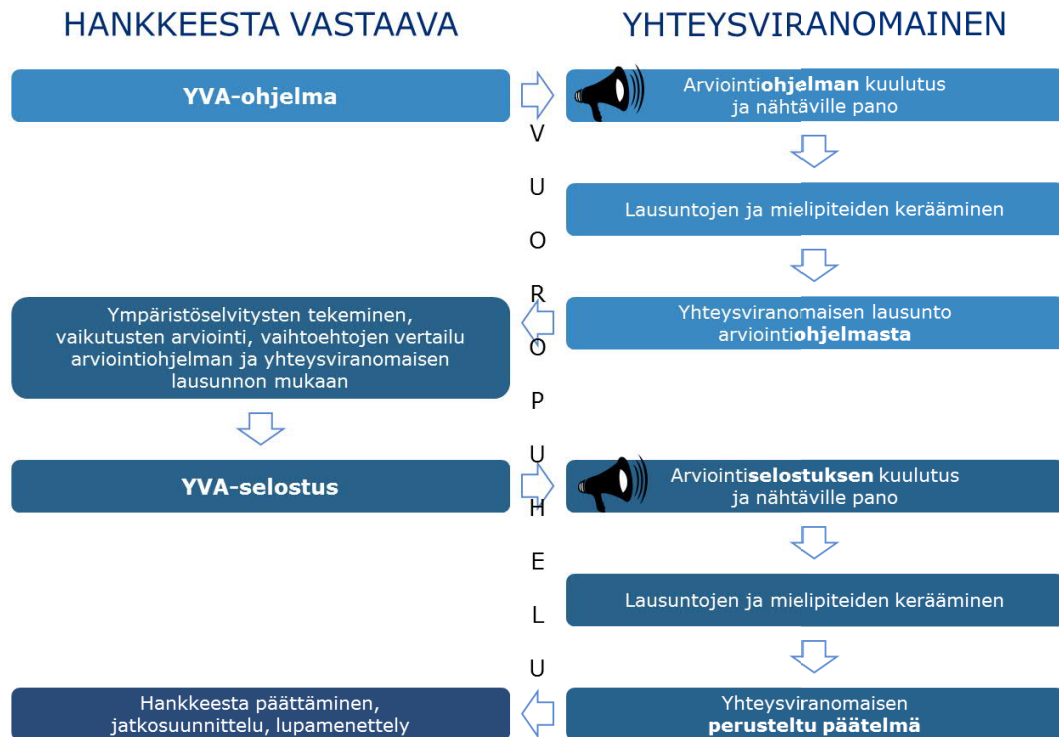 HANKKEESTA VASTAAVA
YHTEYSVIRANOMAINEN
YVA-ohjelma
Arviointiohjelman kuulutus
ja nähtäville pano
Lausuntojen ja mielipiteiden kerääminen
Yhteysviranomaisen lausunto
arviointiohjelmasta
Ympäristöselvitysten tekeminen,
vaikutusten arviointi, vaihtoehtojen vertailu
arviointiohjelman ja yhteysviranomaisen
lausunnon mukaan
YVA-selostus
Arviointiselostuksen kuulutus
ja nähtäville pano
Lausuntojen ja mielipiteiden kerääminen
Yhteysviranomaisen
perusteltu päätelmä
Hankkeesta päättäminen,
jatkosuunnittelu, lupamenettely
VUOROPUHELU